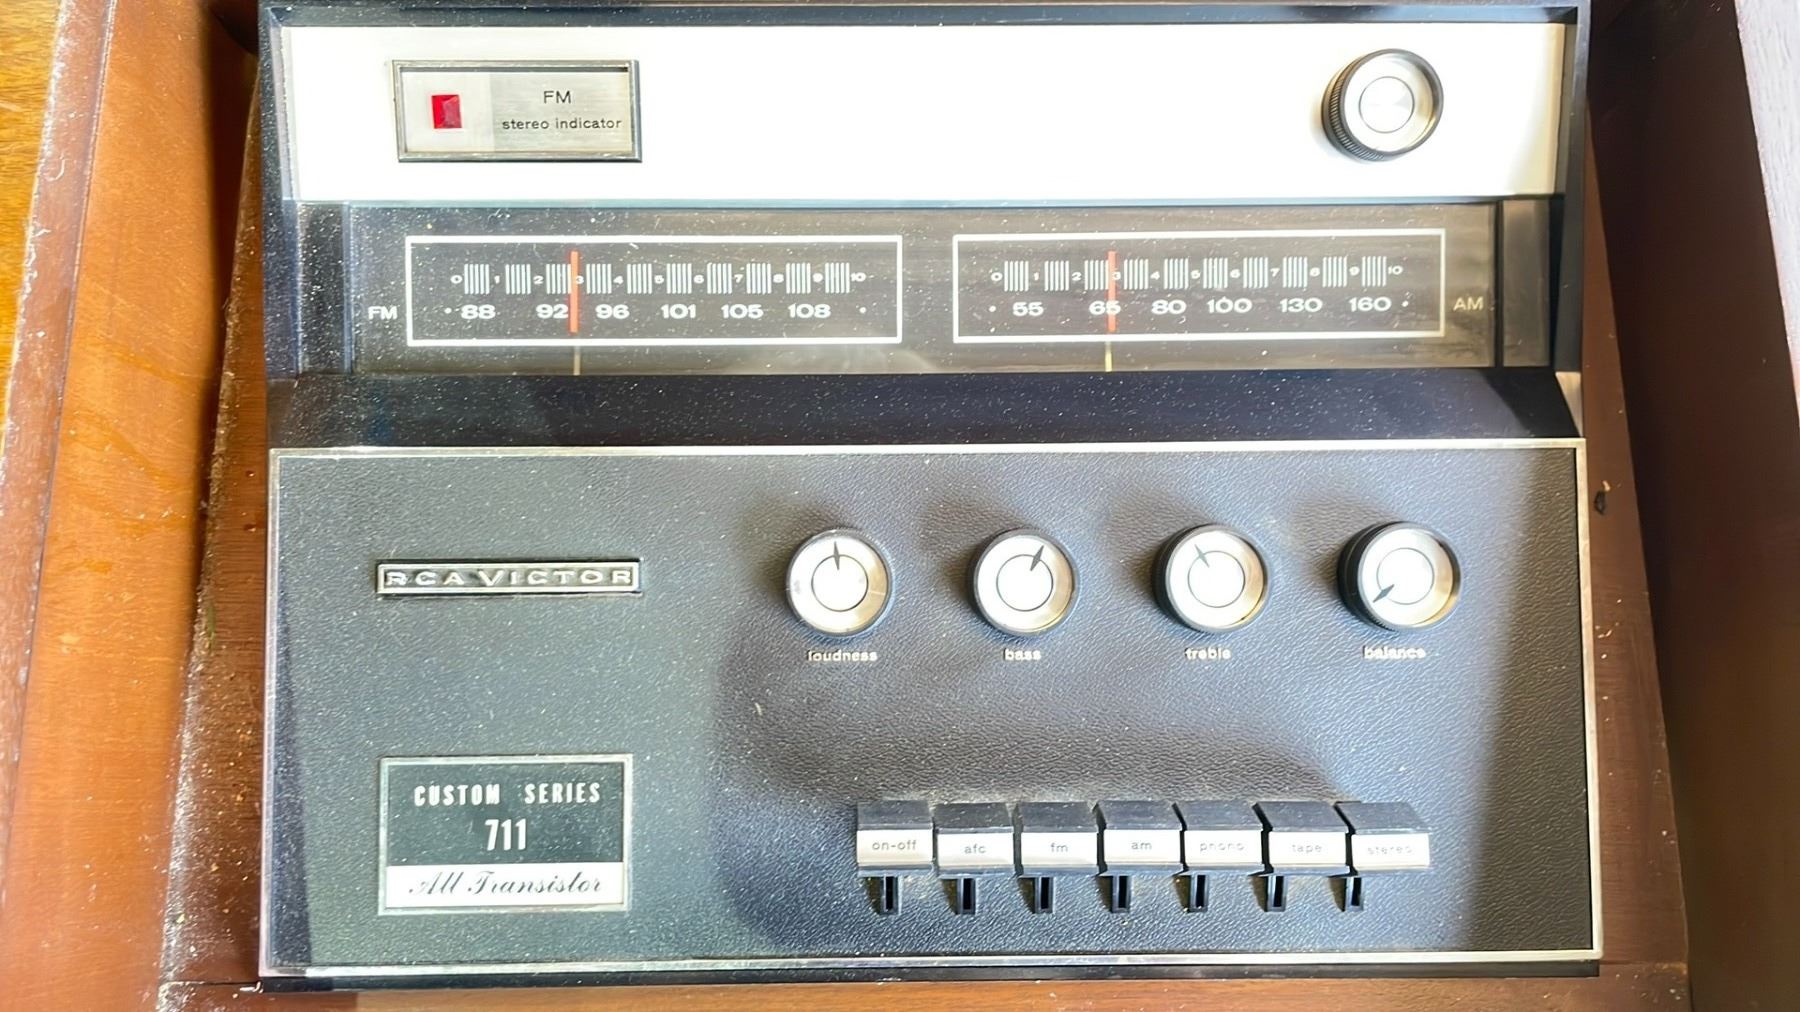 FM
stereo indicator
0 1 2 3 4 5 6 7 8 9 10
FM 88 92 96 101 105 108
0 1 2 3 4 5 6 7 8 9 10
55 65 80 100 130 160 AM
RCA VICTOR
loudness bass treble balance
CUSTOM SERIES
711
All Transistor
on-off afc fm am phono tape stereo